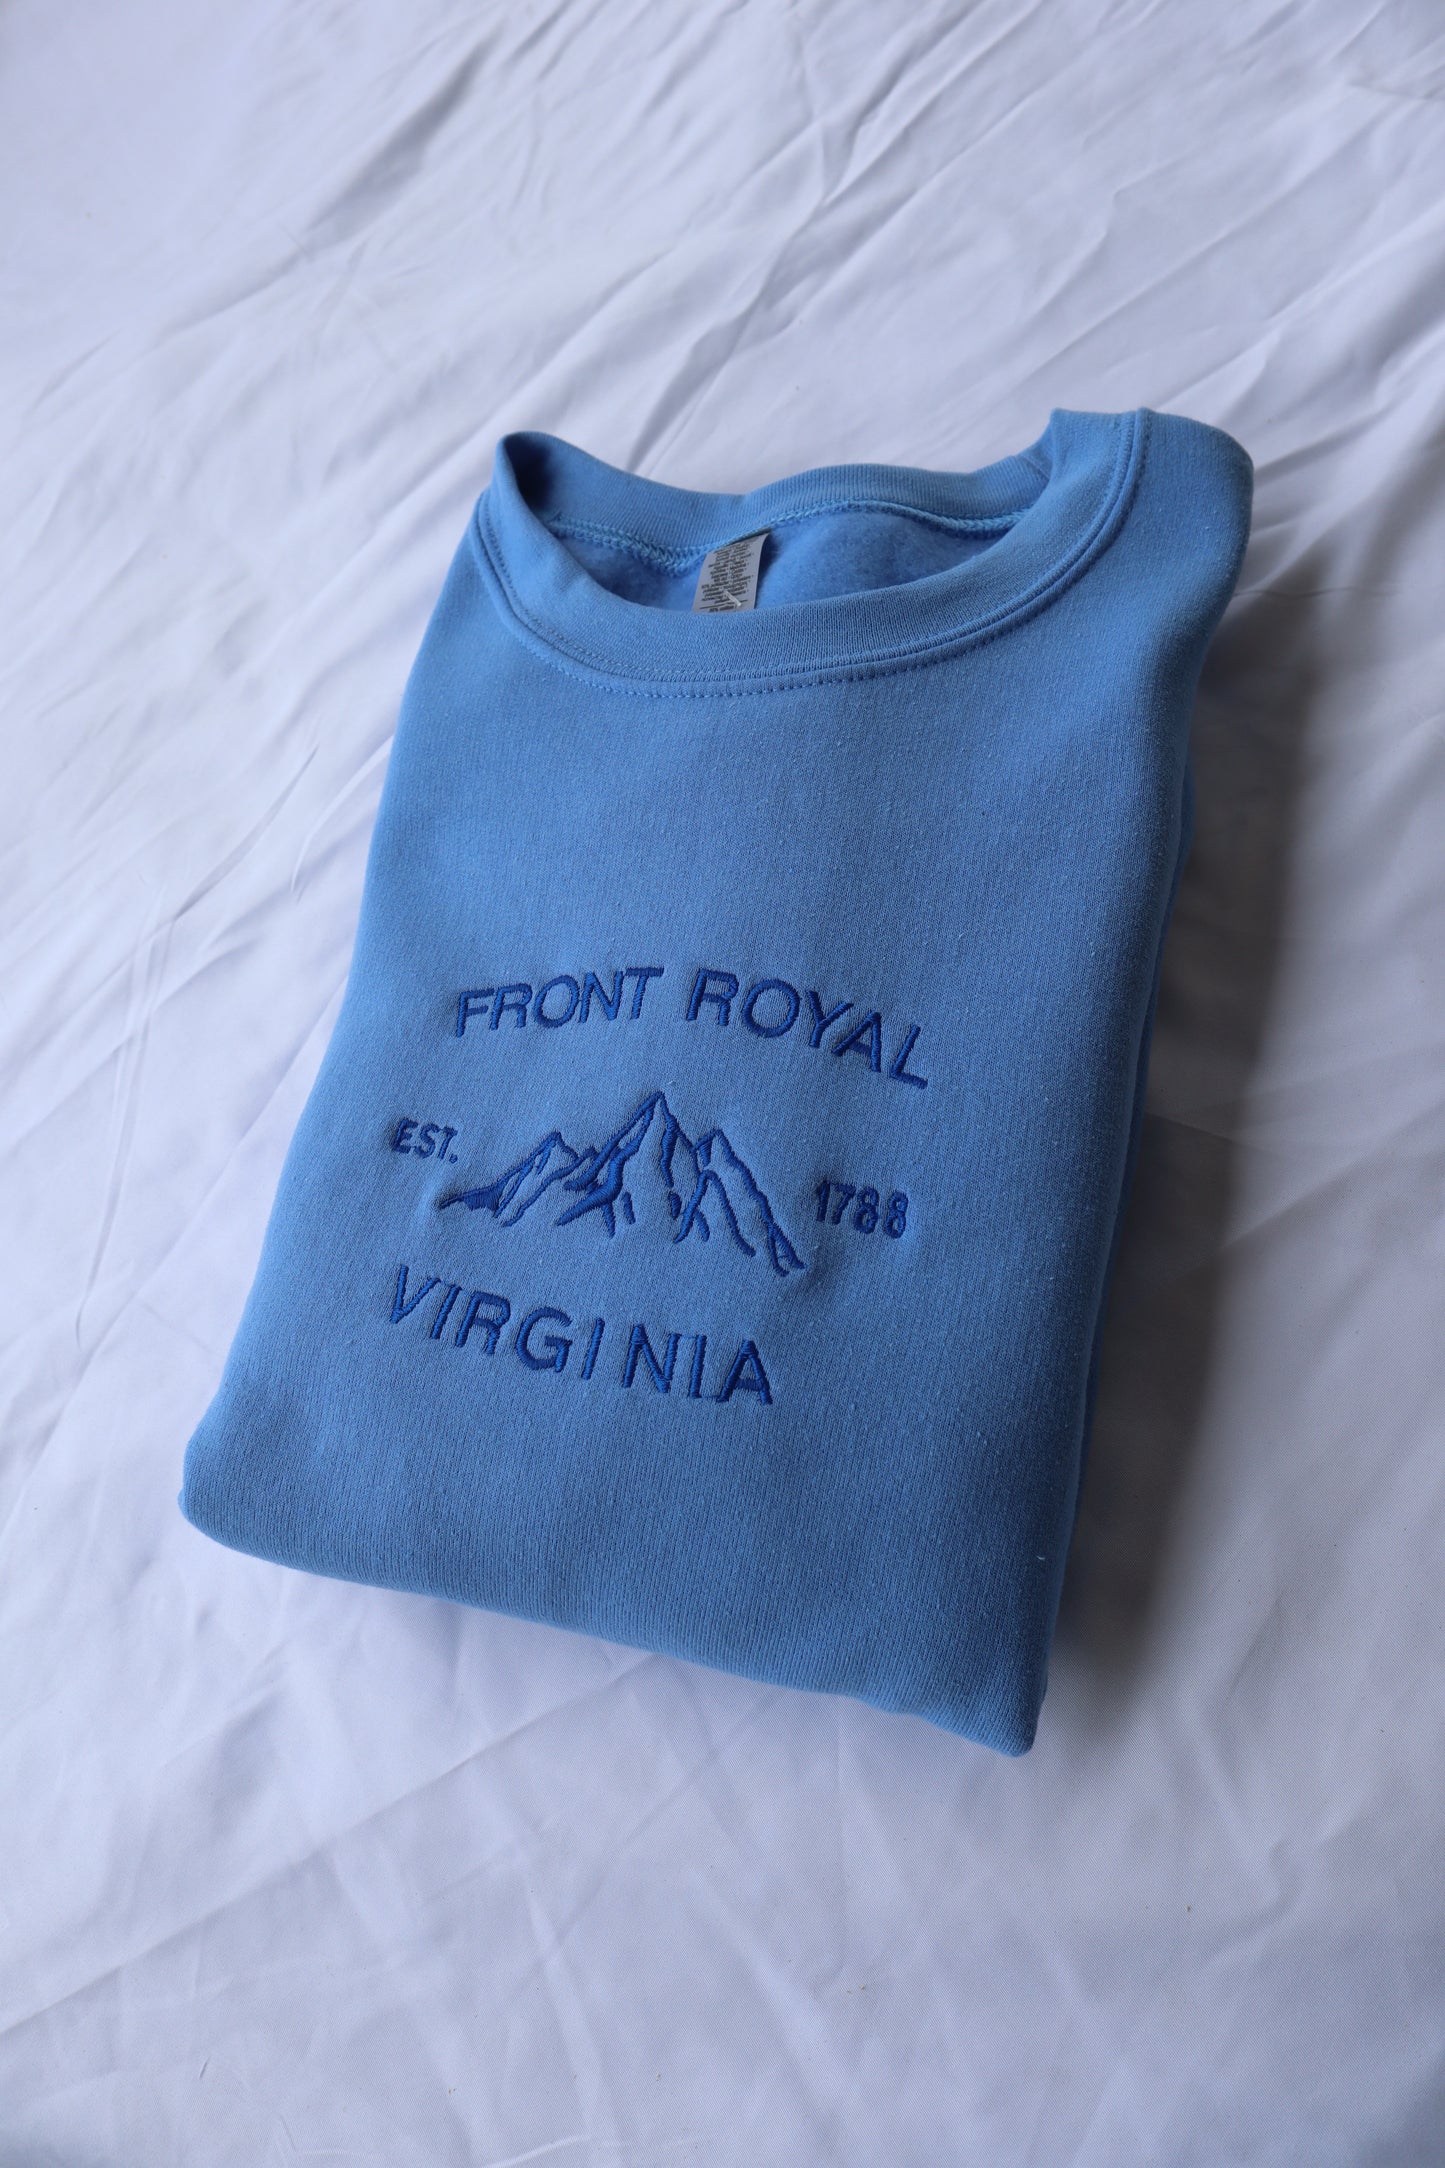 FRONT ROYAL
EST.
1788
VIRGINIA